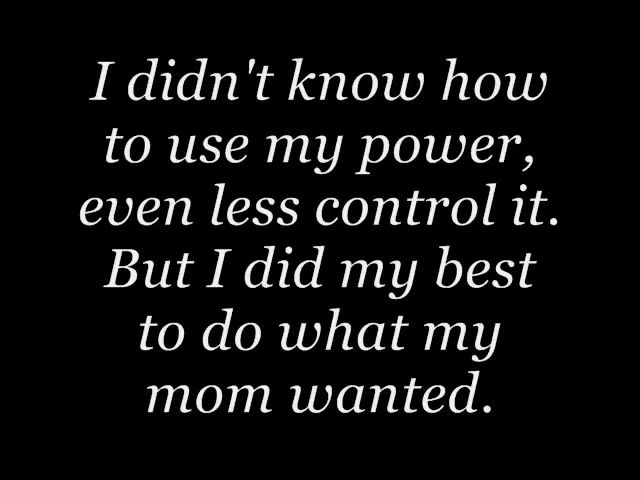 I didn't know how
to use my power,
even less control it.
But I did my best
to do what my
mom wanted.